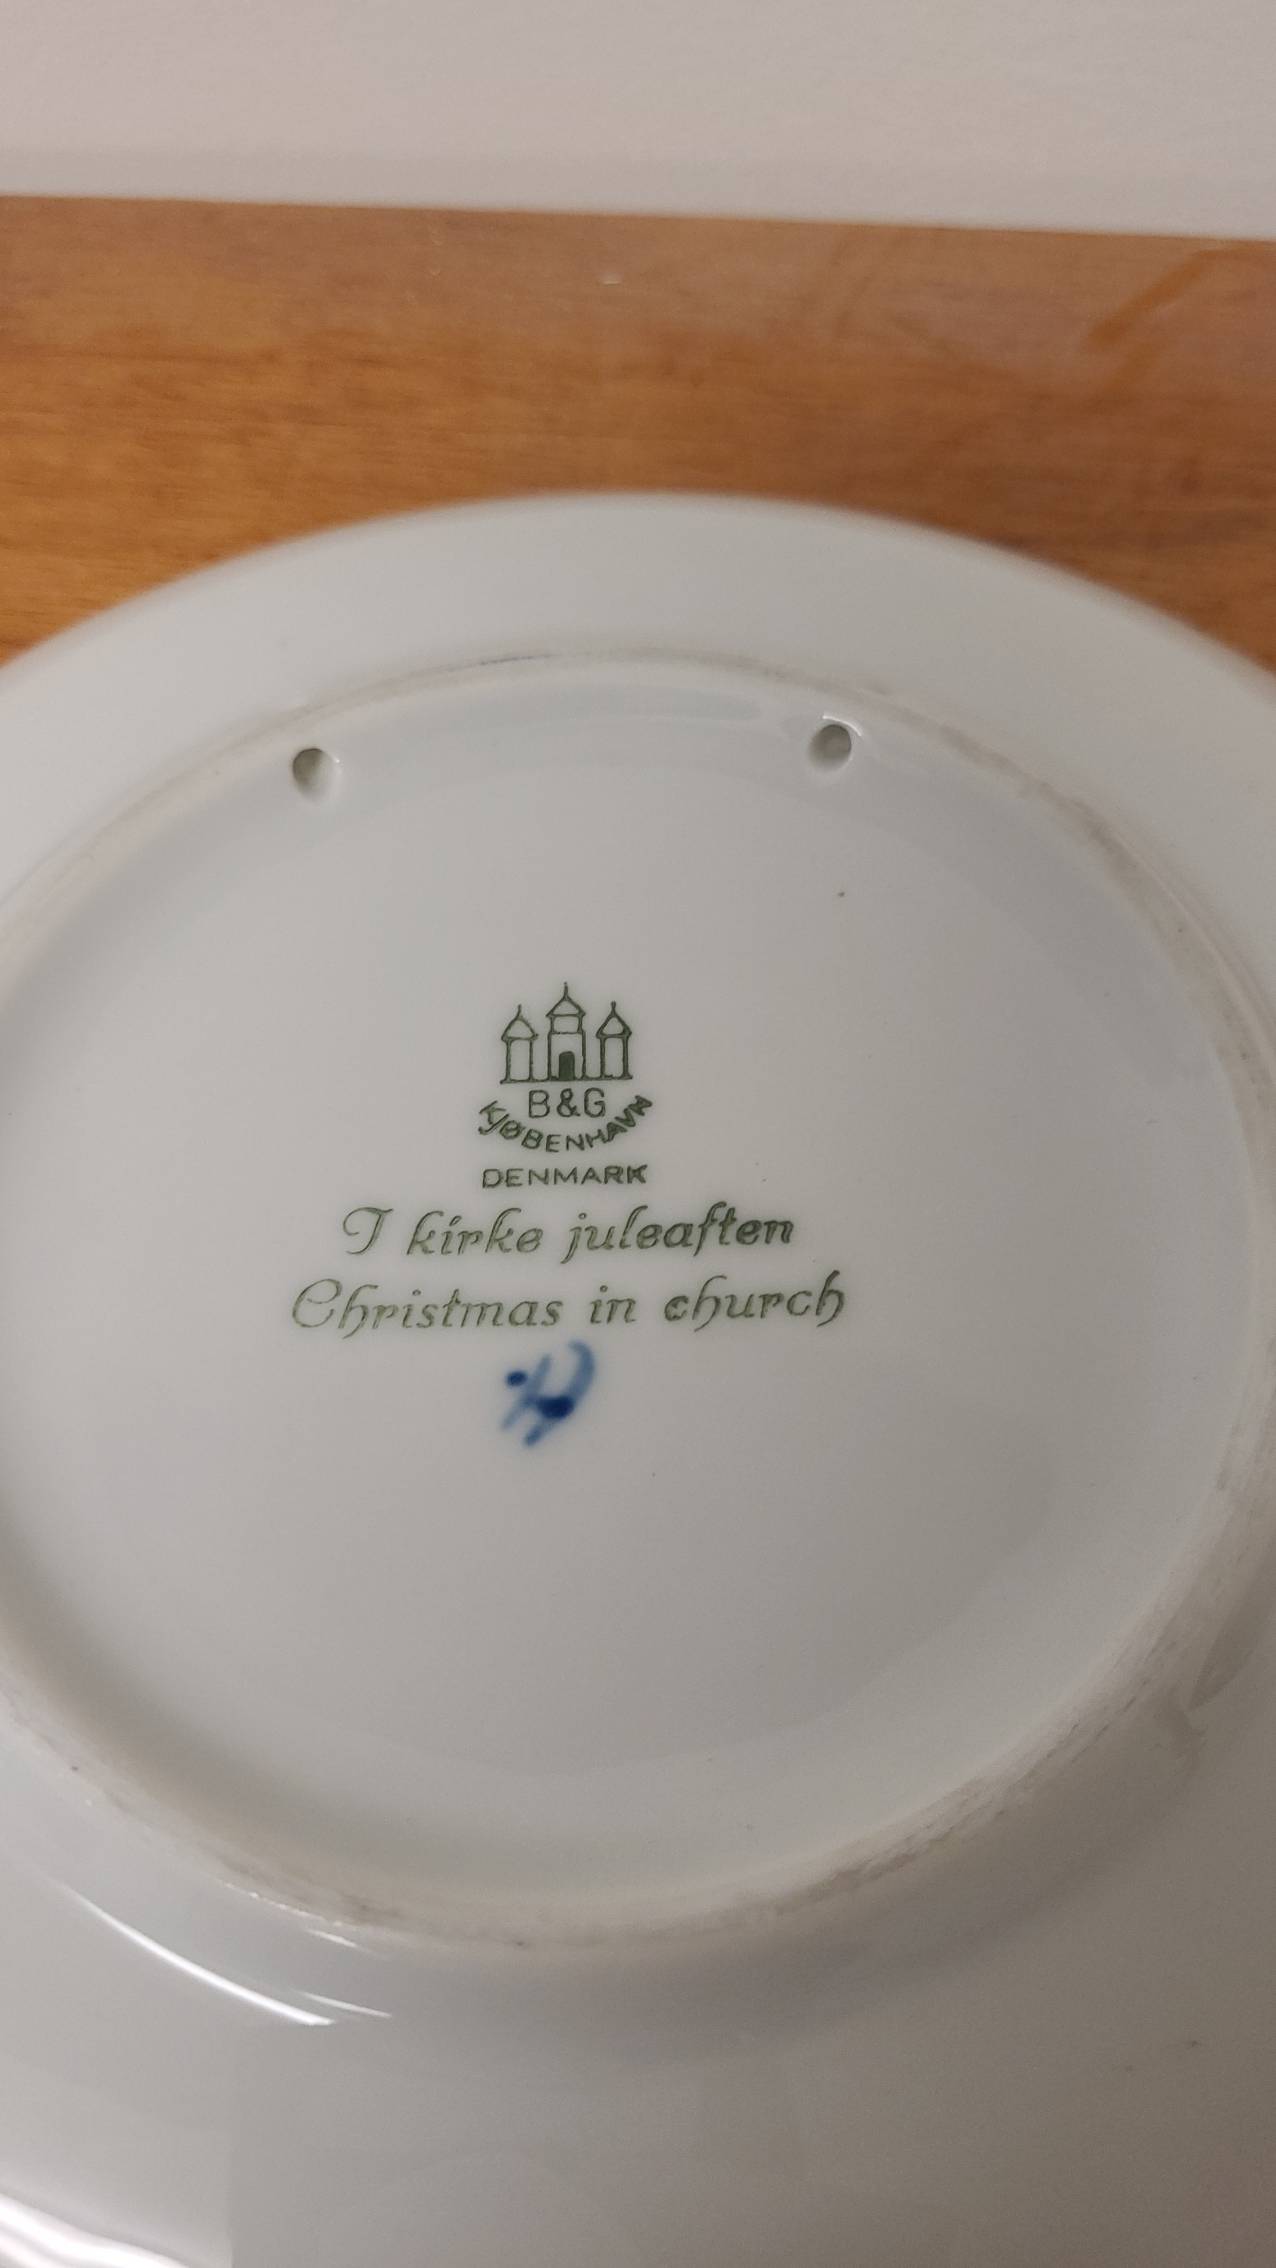 B&G
KJØBENHAVN
DENMARK
I kirke juleaften
Christmas in church